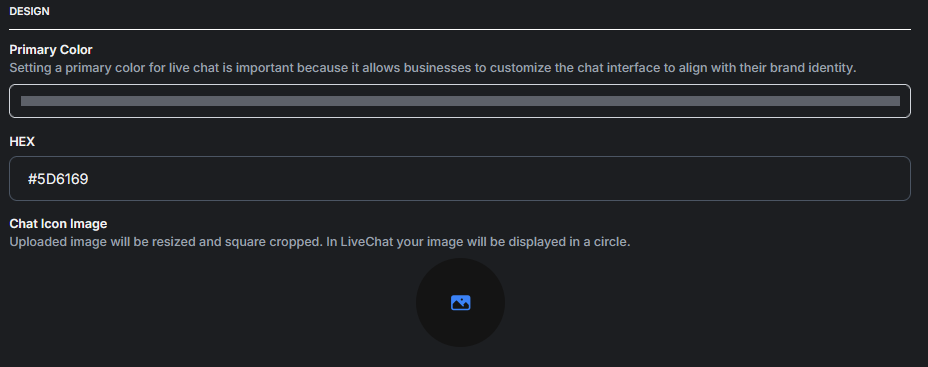 DESIGN
Primary Color
Setting a primary color for live chat is important because it allows businesses to customize the chat interface to align with their brand identity.
HEX
#5D6169
Chat Icon Image
Uploaded image will be resized and square cropped. In LiveChat your image will be displayed in a circle.